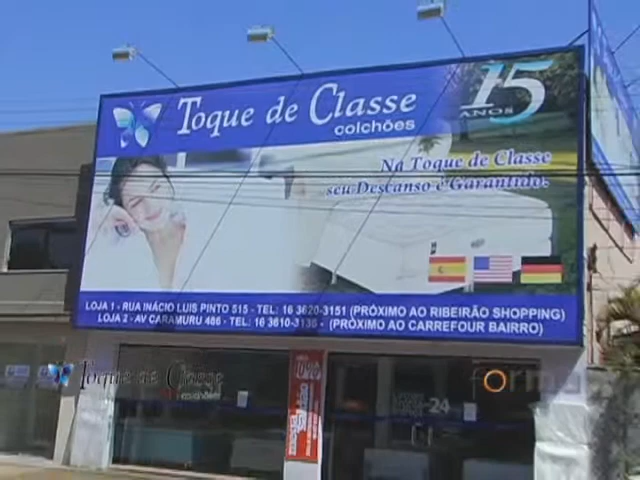 Toque de Classe
colchões
15
ANOS
Na Toque de Classe
seu Descanso é Garantido.
LOJA 1 - RUA INÁCIO LUIS PINTO 515 - TEL: 16 3620-3151 (PRÓXIMO AO RIBEIRÃO SHOPPING)
LOJA 2 - AV CARAMURU 486 - TEL: 16 3610-3135 - (PRÓXIMO AO CARREFOUR BAIRRO)
Toque de Classe
colchões
24